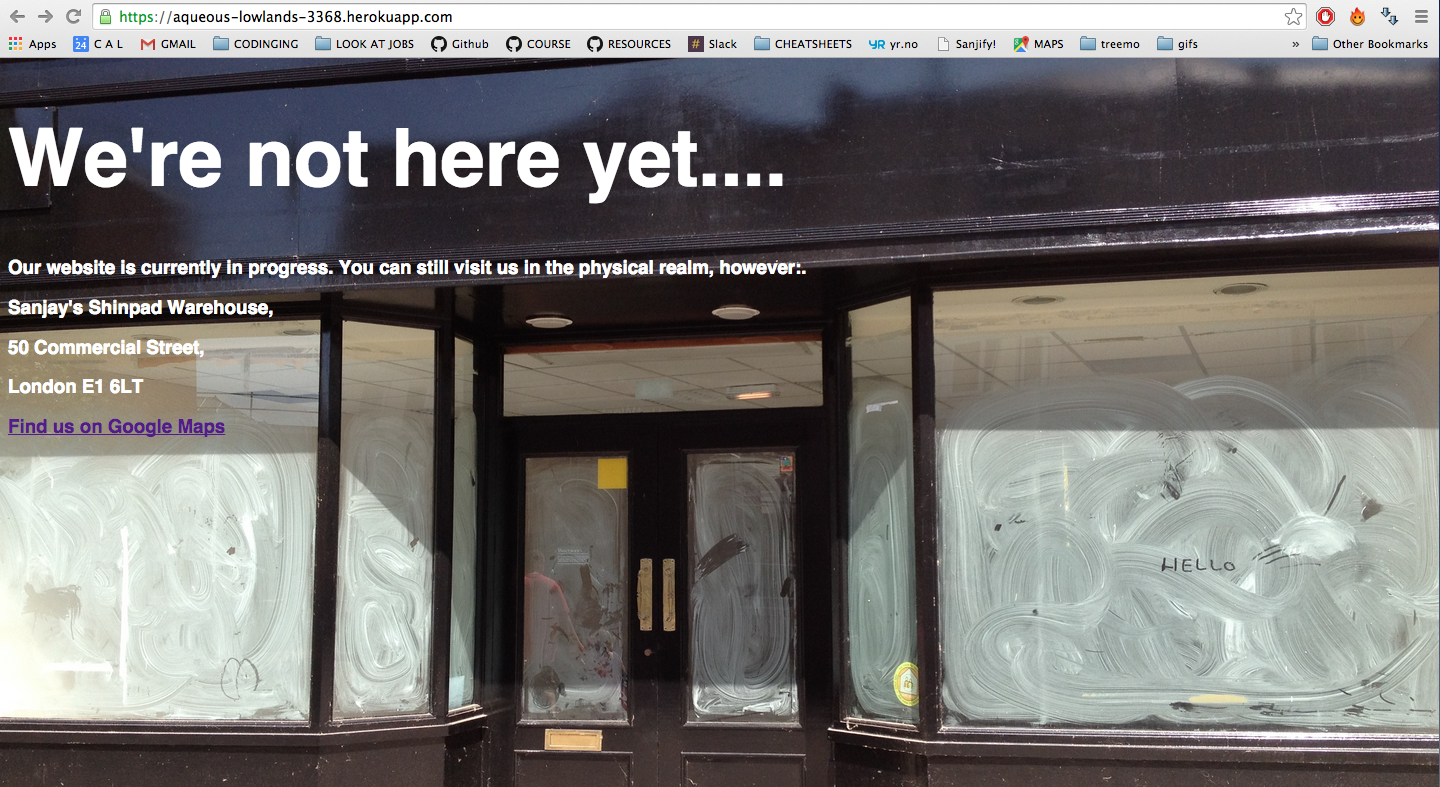 https://aqueous-lowlands-3368.herokuapp.com
Apps 24 C A L GMAIL CODINGING LOOK AT JOBS Github COURSE RESOURCES # Slack CHEATSHEETS YR yr.no Sanjify! MAPS treemo gifs » Other Bookmarks
We're not here yet....
Our website is currently in progress. You can still visit us in the physical realm, however:.
Sanjay's Shinpad Warehouse,
50 Commercial Street,
London E1 6LT
Find us on Google Maps
HELLO